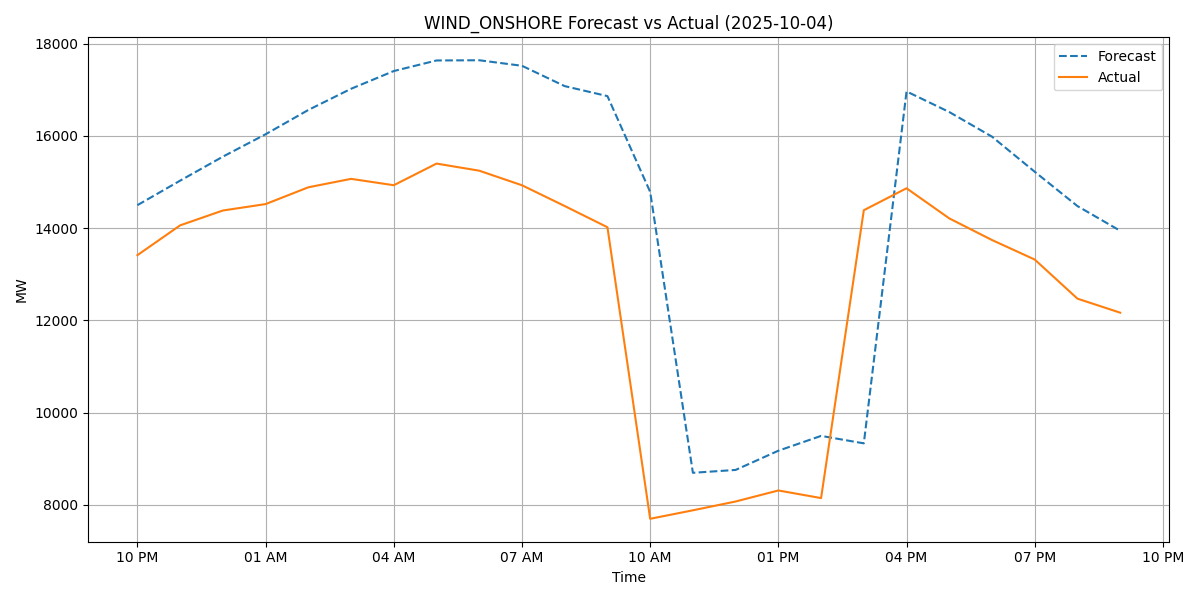 WIND_ONSHORE Forecast vs Actual (2025-10-04)
Forecast
Actual
MW
18000
16000
14000
12000
10000
8000
10 PM 01 AM 04 AM 07 AM 10 AM 01 PM 04 PM 07 PM 10 PM
Time